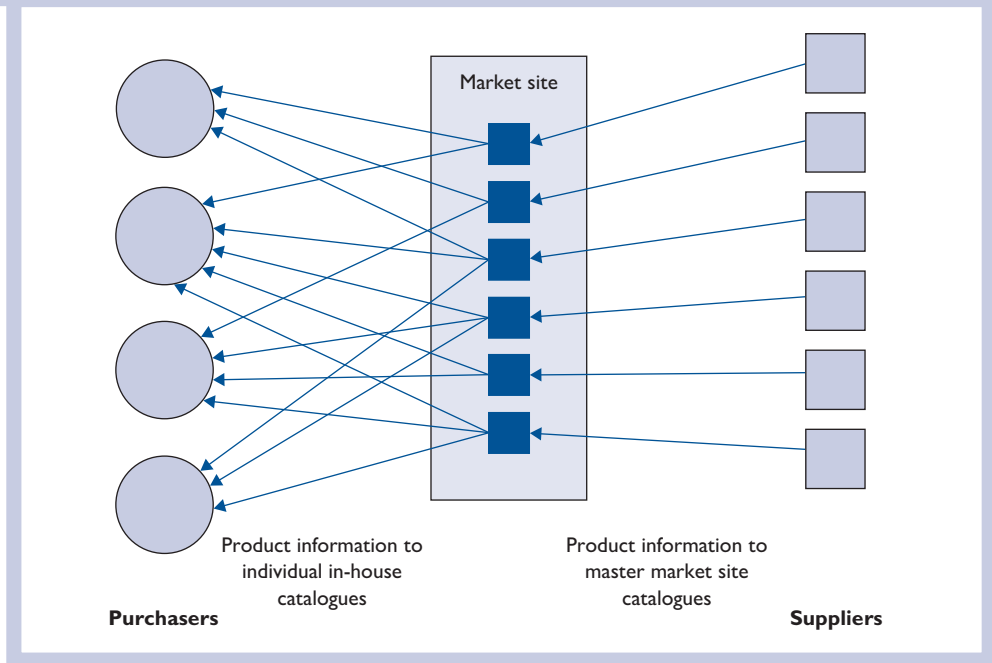 Market site
Product information to
individual in-house
catalogues
Product information to
master market site
catalogues
Purchasers
Suppliers